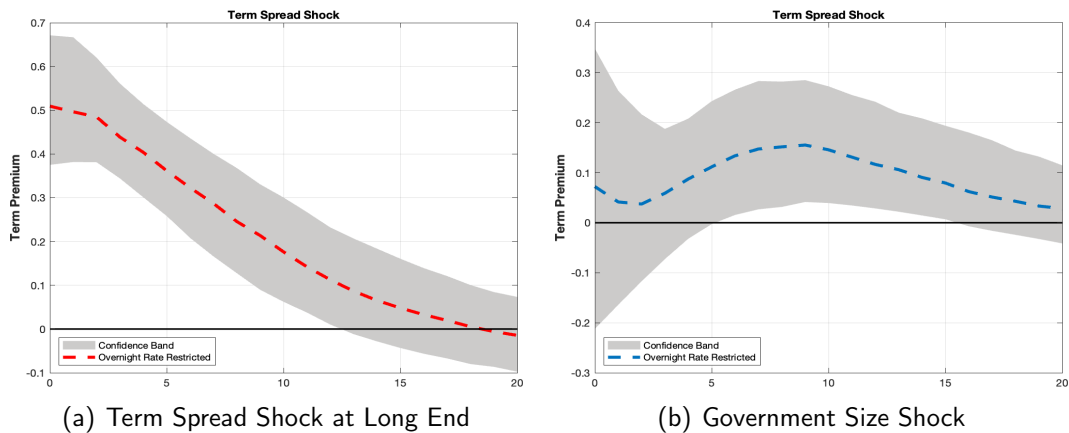 Term Spread Shock
Term Premium
0.7
0.6
0.5
0.4
0.3
0.2
0.1
0
-0.1
0
5
10
15
20
Confidence Band
Overnight Rate Restricted
(a) Term Spread Shock at Long End
Term Spread Shock
Term Premium
0.4
0.3
0.2
0.1
0
-0.1
-0.2
-0.3
0
5
10
15
20
Confidence Band
Overnight Rate Restricted
(b) Government Size Shock